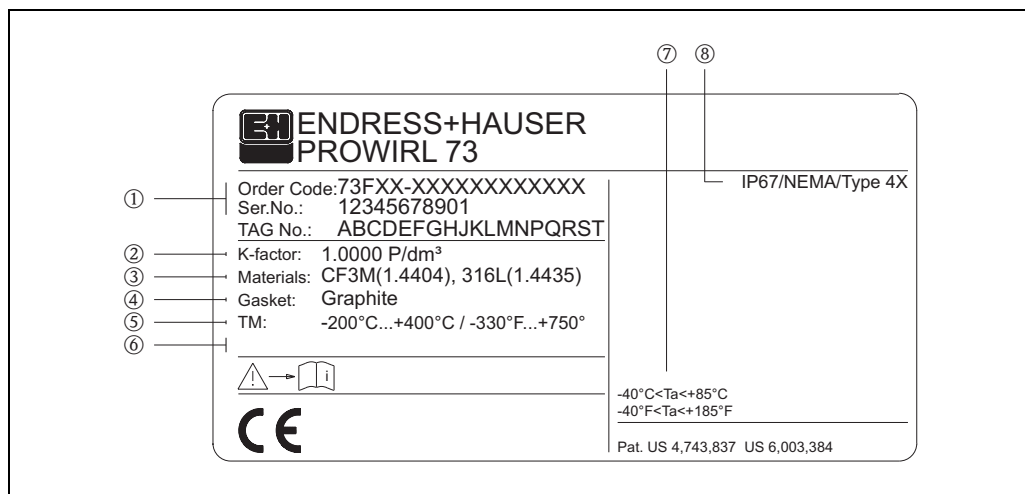 ⑦ ⑧
E+H
ENDRESS+HAUSER
PROWIRL 73
IP67/NEMA/Type 4X
① Order Code:73FXX-XXXXXXXXXXXX
Ser.No.: 12345678901
TAG No.: ABCDEFGHJKLMNPQRST
② K-factor: 1.0000 P/dm³
③ Materials: CF3M(1.4404), 316L(1.4435)
④ Gasket: Graphite
⑤ TM: -200°C...+400°C / -330°F...+750°
⑥
i
-40°C<Ta<+85°C
-40°F<Ta<+185°F
CE
Pat. US 4,743,837 US 6,003,384